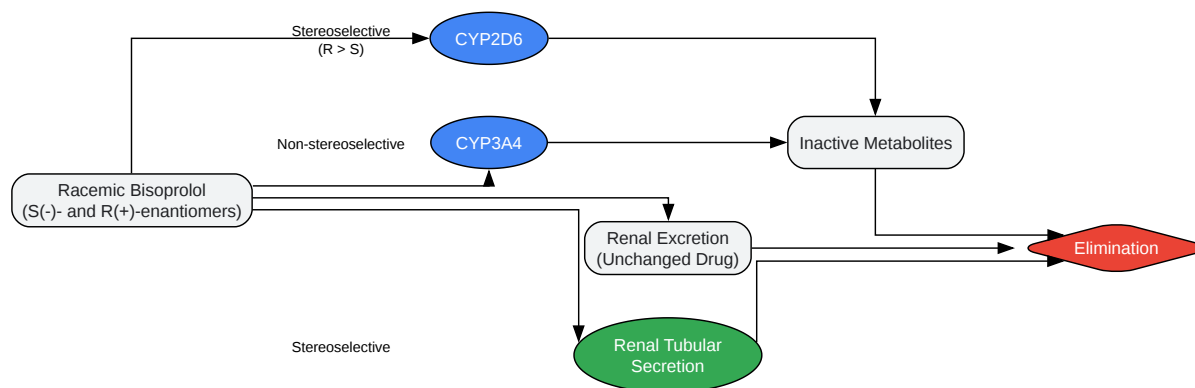 Stereoselective
(R > S)
CYP2D6
Non-stereoselective
CYP3A4
Inactive Metabolites
Racemic Bisoprolol
(S(-)- and R(+)-enantiomers)
Renal Excretion
(Unchanged Drug)
Elimination
Stereoselective
Renal Tubular
Secretion